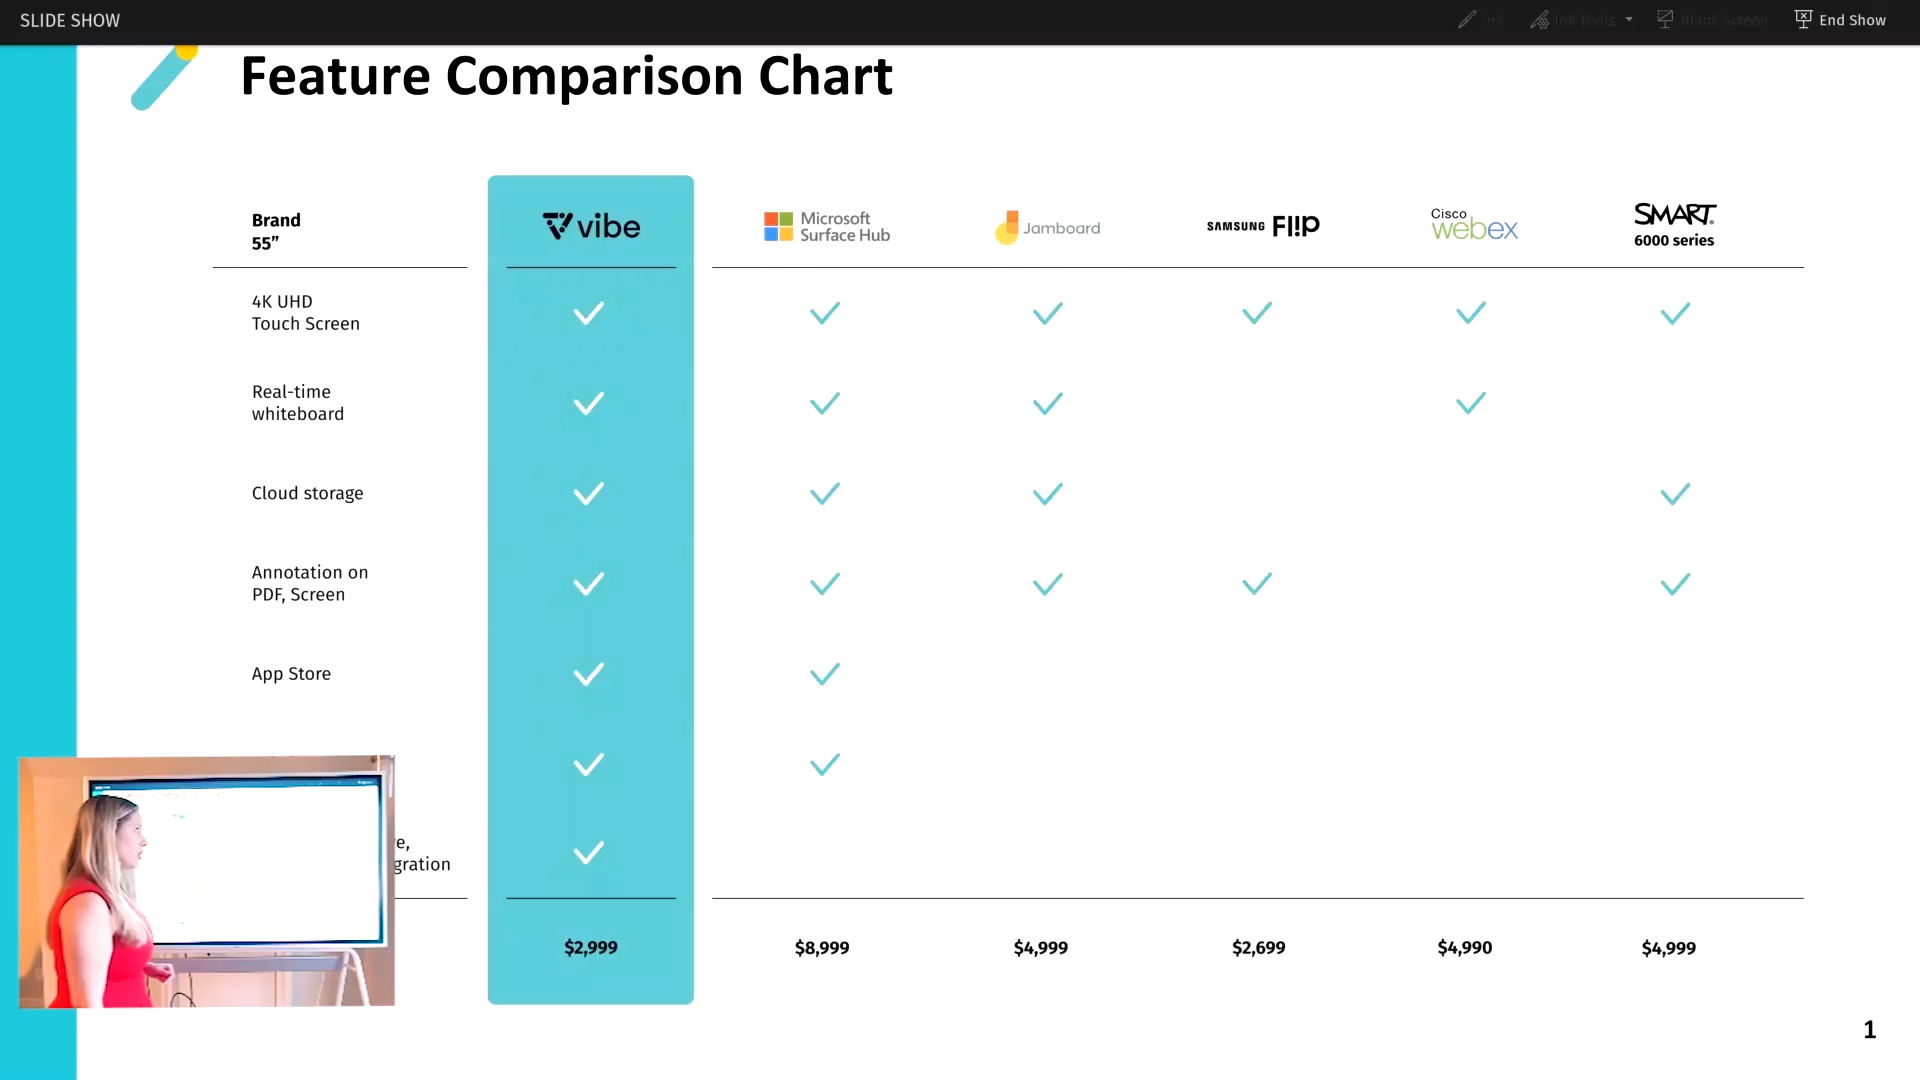 SLIDE SHOW
Ink
Ink Tools
Blank Screen
End Show
Feature Comparison Chart
Brand
55”
vibe
Microsoft
Surface Hub
Jamboard
SAMSUNG Fl!p
Cisco
webex
SMART
6000 series
4K UHD
Touch Screen
Real-time
whiteboard
Cloud storage
Annotation on
PDF, Screen
App Store
e,
gration
$2,999
$8,999
$4,999
$2,699
$4,990
$4,999
1